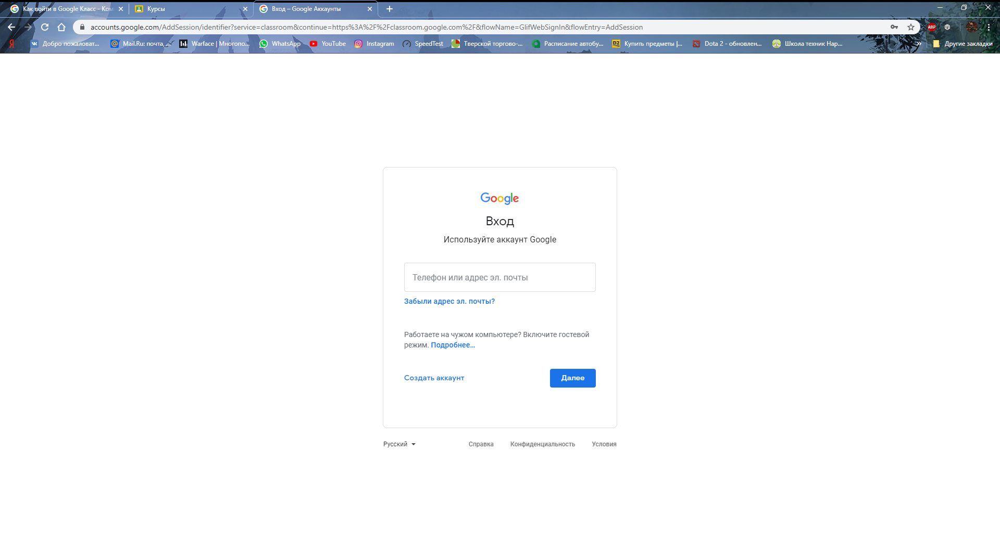 Как войти в Google Класс - Ком
Курсы
Вход – Google Аккаунты
accounts.google.com/AddSession/identifier?service=classroom&continue=https%3A%2F%2Fclassroom.google.com%2F&flowName=GlifWebSignIn&flowEntry=AddSession
ABP
Я
Добро пожаловат...
Mail.Ru: почта, ...
Warface | Многопо...
WhatsApp
YouTube
Instagram
SpeedTest
Тверской торгово-...
Расписание автобу...
Купить предметы |...
Dota 2 - обновлен...
Школа техник Нар...
»
Другие закладки
Google
Вход
Используйте аккаунт Google
Телефон или адрес эл. почты
Забыли адрес эл. почты?
Работаете на чужом компьютере? Включите гостевой
режим. Подробнее...
Создать аккаунт
Далее
Русский
Справка
Конфиденциальность
Условия